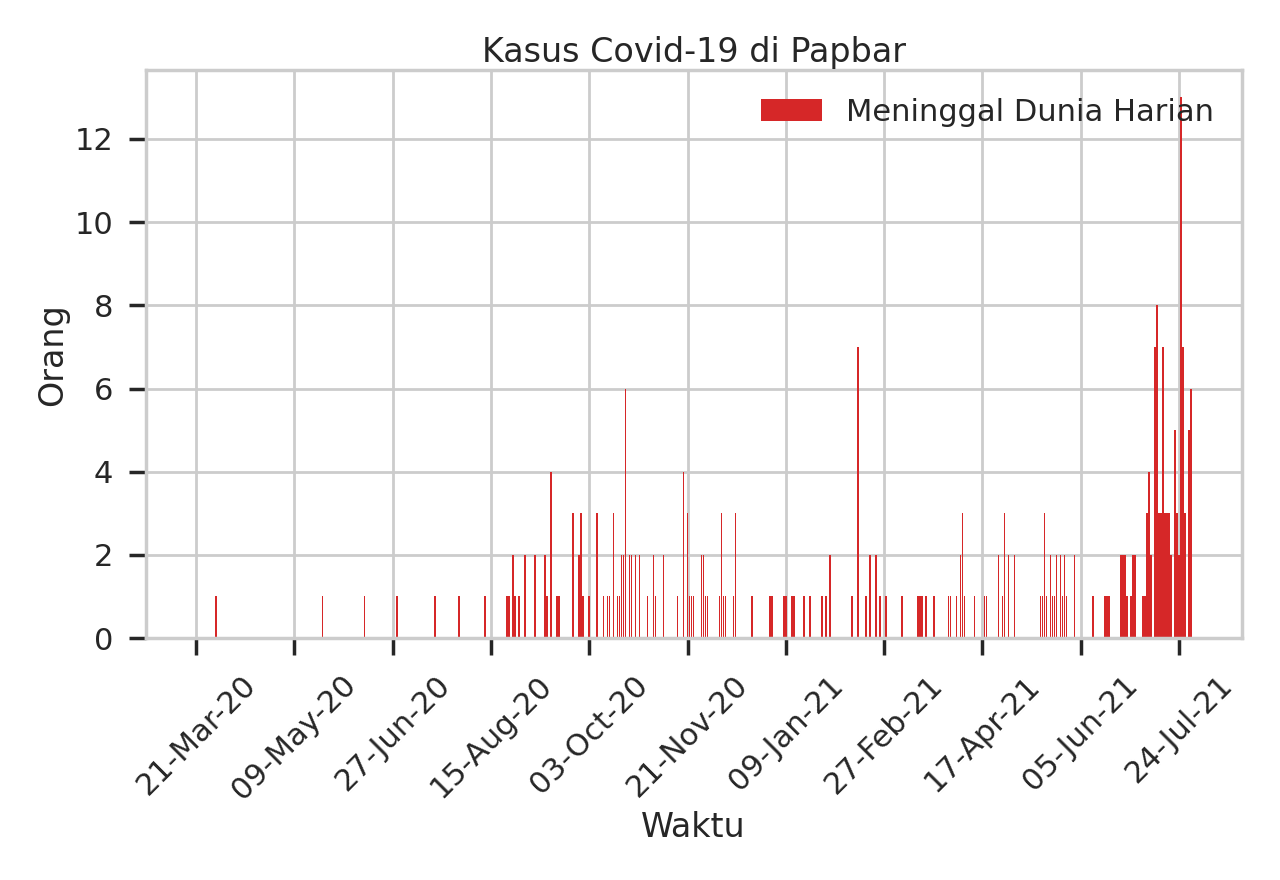 Kasus Covid-19 di Papbar
Meninggal Dunia Harian
Orang
12
10
8
6
4
2
0
21-Mar-20
09-May-20
27-Jun-20
15-Aug-20
03-Oct-20
21-Nov-20
09-Jan-21
27-Feb-21
17-Apr-21
05-Jun-21
24-Jul-21
Waktu